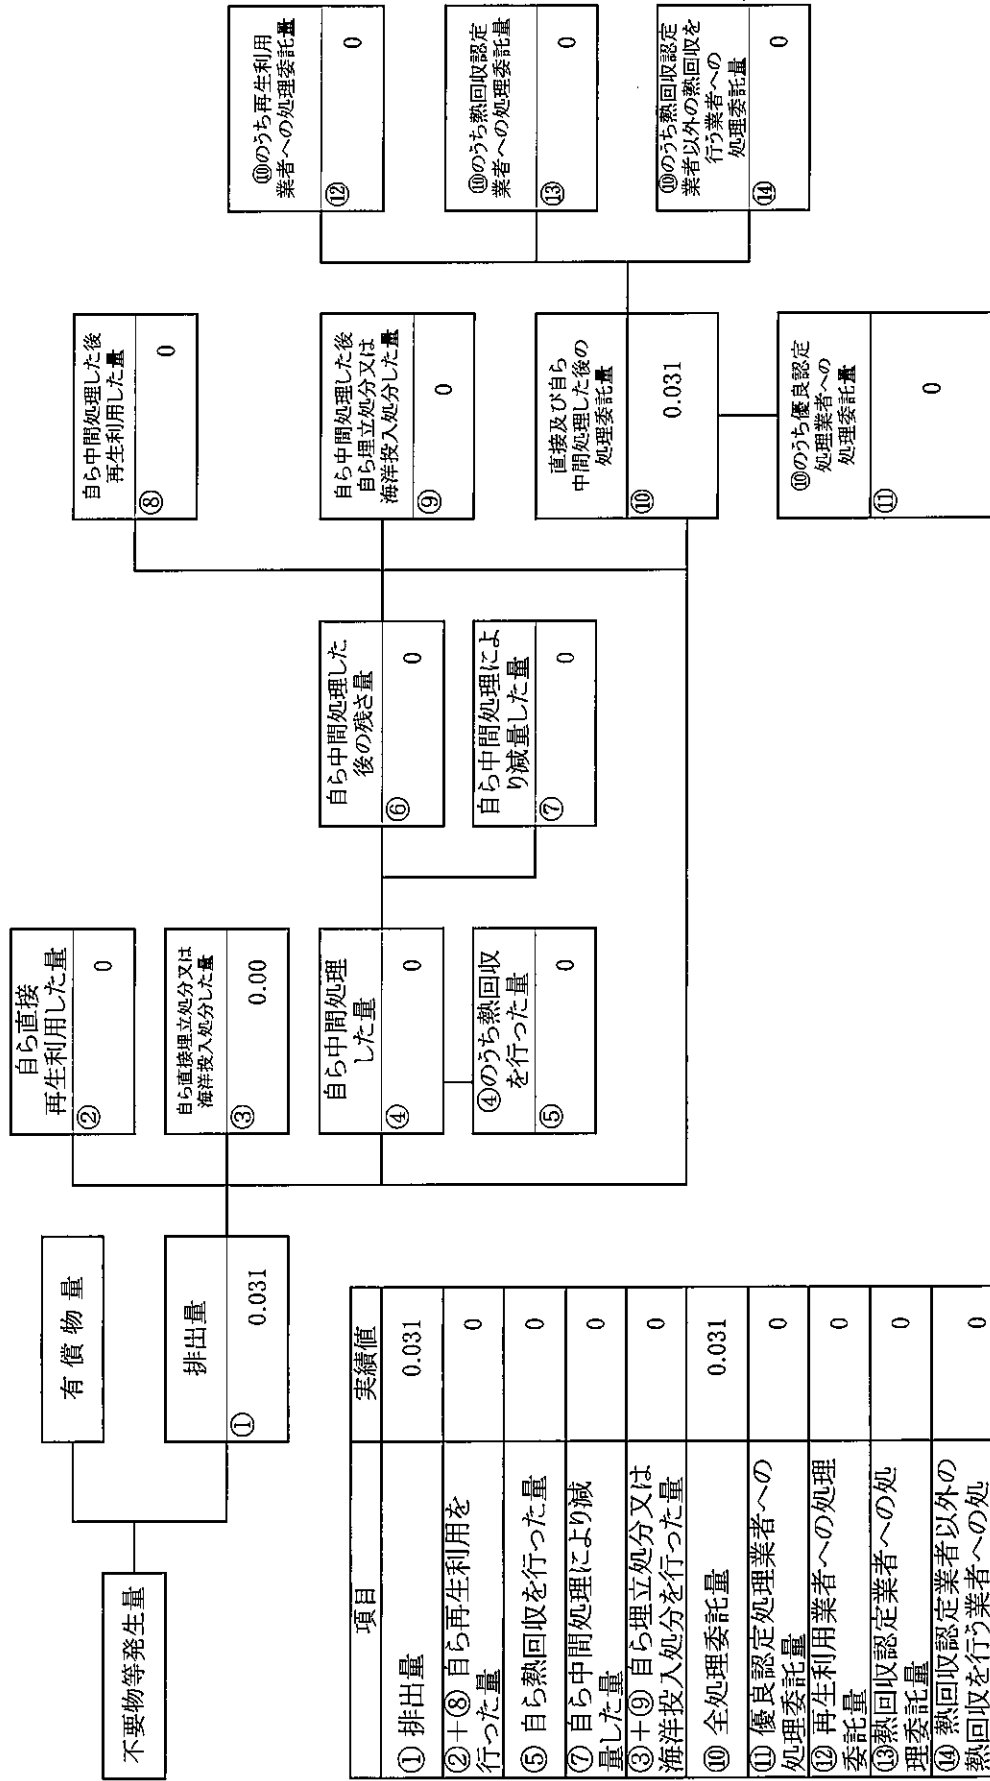 不要物等発生量
有償物量
排出量
①
0.031
自ら直接
再生利用した量
②
0
自ら直接埋立処分又は
海洋投入処分した量
③
0.00
自ら中間処理
した量
④
0
④のうち熱回収
を行った量
⑤
0
自ら中間処理した
後の残さ量
⑥
0
自ら中間処理によ
り減量した量
⑦
0
自ら中間処理した後
再生利用した量
⑧
0
自ら中間処理した後
自ら埋立処分又は
海洋投入処分した量
⑨
0
直接及び自ら
中間処理した後の
処理委託量
⑩
0.031
⑩のうち優良認定
処理業者への
処理委託量
⑪
0
⑩のうち再生利用
業者への処理委託量
⑫
0
⑩のうち熱回収認定
業者への処理委託量
⑬
0
⑩のうち熱回収認定
業者以外の熱回収を
行う業者への
処理委託量
⑭
0
項目 実績値
①排出量 0.031
②+⑧ 自ら再生利用を
行った量 0
⑤ 自ら熱回収を行った量 0
⑦ 自ら中間処理により減
量した量 0
③+⑨ 自ら埋立処分又は
海洋投入処分を行った量 0
⑩ 全処理委託量 0.031
⑪ 優良認定処理業者への
処理委託量 0
⑫ 再生利用業者への処理
委託量 0
⑬熱回収認定業者への処
理委託量 0
⑭ 熱回収認定業者以外の
熱回収を行う業者への処 0